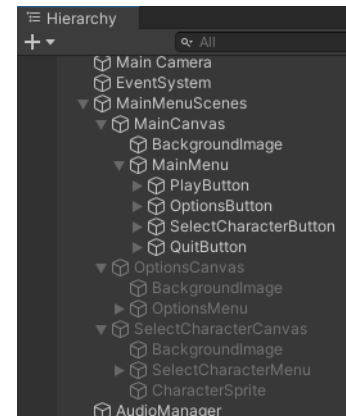 Hierarchy
All
Main Camera
EventSystem
MainMenuScenes
MainCanvas
BackgroundImage
MainMenu
PlayButton
OptionsButton
SelectCharacterButton
QuitButton
OptionsCanvas
BackgroundImage
OptionsMenu
SelectCharacterCanvas
BackgroundImage
SelectCharacterMenu
CharacterSprite
AudioManager